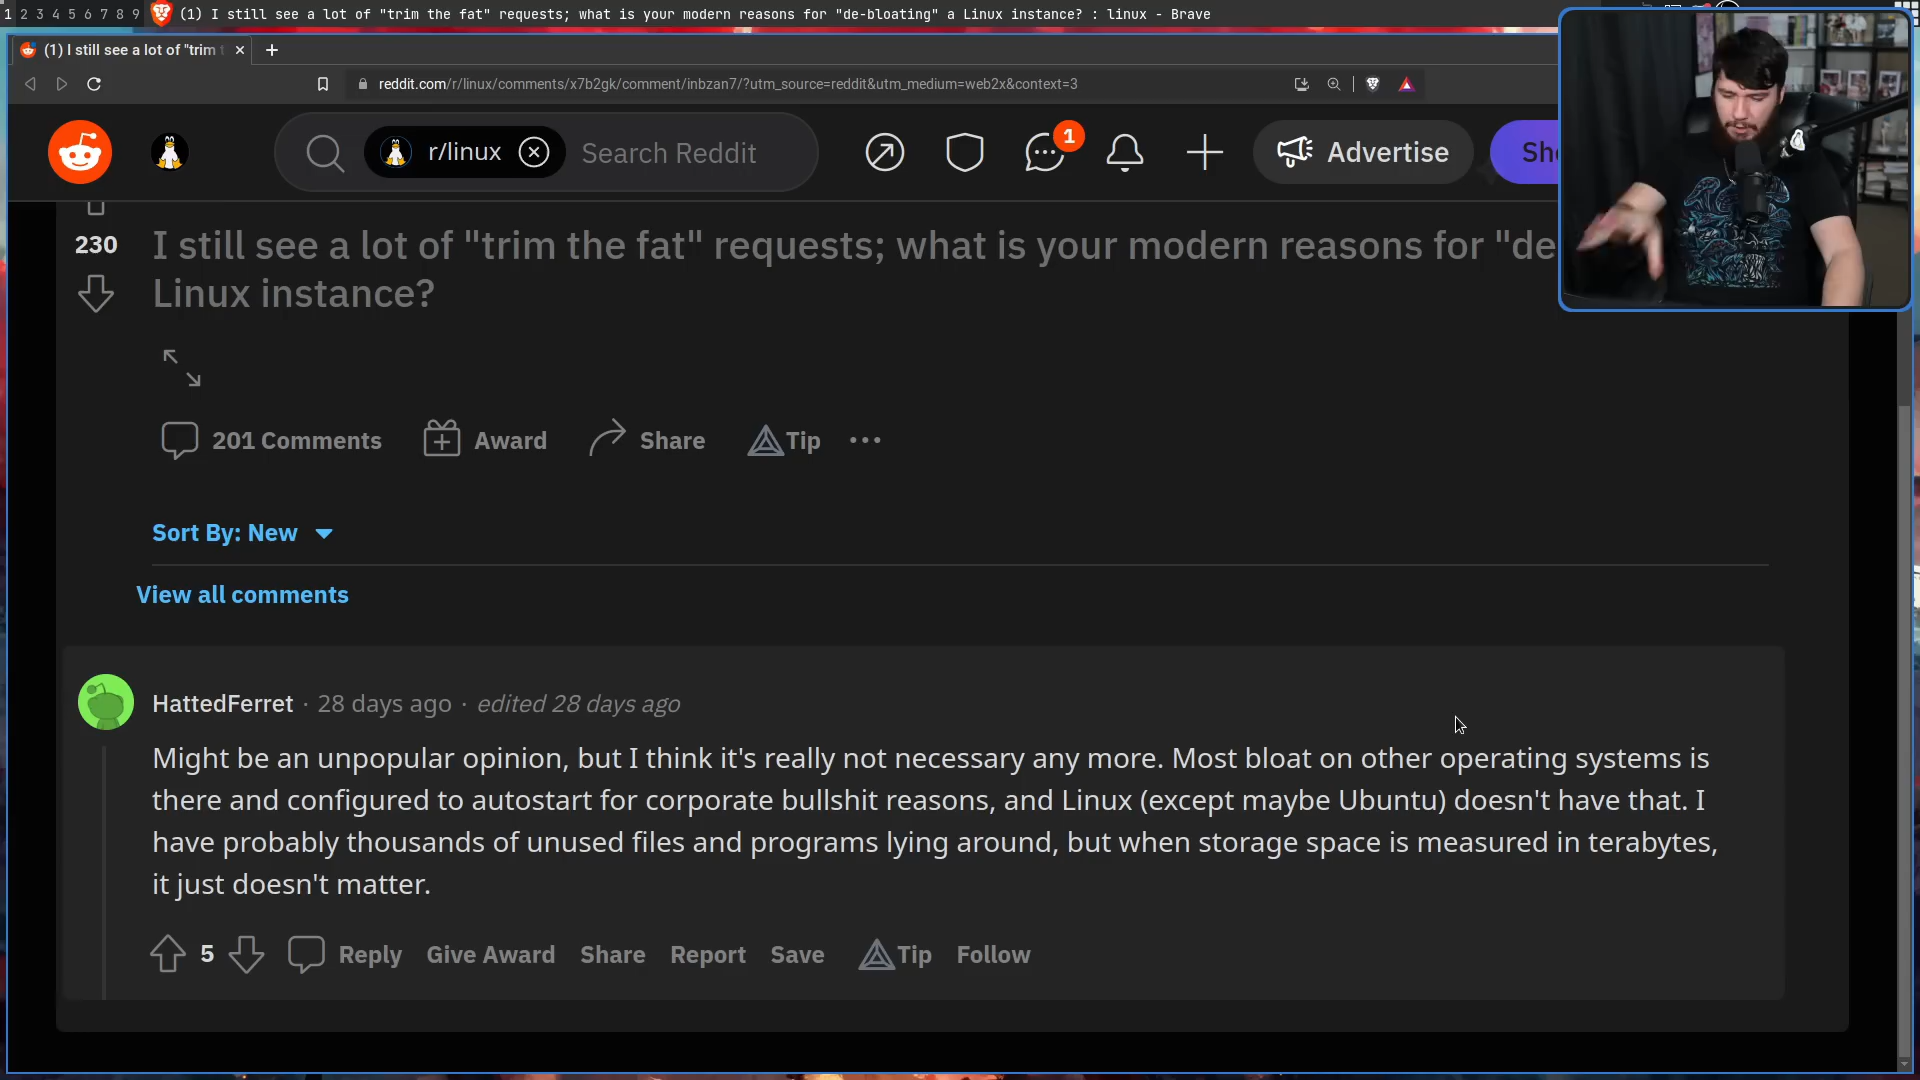 1 2 3 4 5 6 7 8 9 (1) I still see a lot of "trim the fat" requests; what is your modern reasons for "de-bloating" a Linux instance? : linux - Brave
(1) I still see a lot of "trim
reddit.com/r/linux/comments/x7b2gk/comment/inbzan7/?utm_source=reddit&utm_medium=web2x&context=3
r/linux
Search Reddit
1
Advertise
230
I still see a lot of "trim the fat" requests; what is your modern reasons for "de
Linux instance?
201 Comments Award Share Tip
Sort By: New
View all comments
HattedFerret · 28 days ago · edited 28 days ago
Might be an unpopular opinion, but I think it's really not necessary any more. Most bloat on other operating systems is
there and configured to autostart for corporate bullshit reasons, and Linux (except maybe Ubuntu) doesn't have that. I
have probably thousands of unused files and programs lying around, but when storage space is measured in terabytes,
it just doesn't matter.
5 Reply Give Award Share Report Save Tip Follow